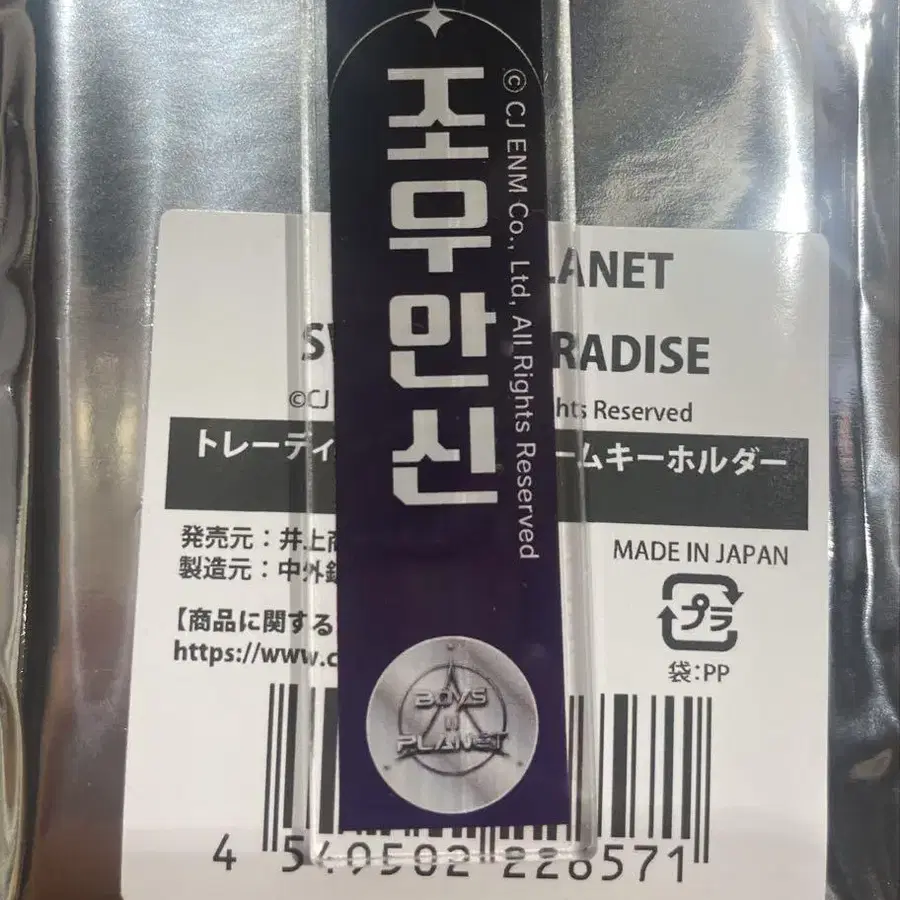 조우안신
© CJ ENM Co., Ltd, All Rights Reserved
BOYS
PLANET
LANET
RADISE
©CJ hts Reserved
トレーディ ームキーホルダー
発売元：井上商
製造元：中外鉱
MADE IN JAPAN
プラ
袋:PP
【商品に関する
https://www.c
4 549502 228571